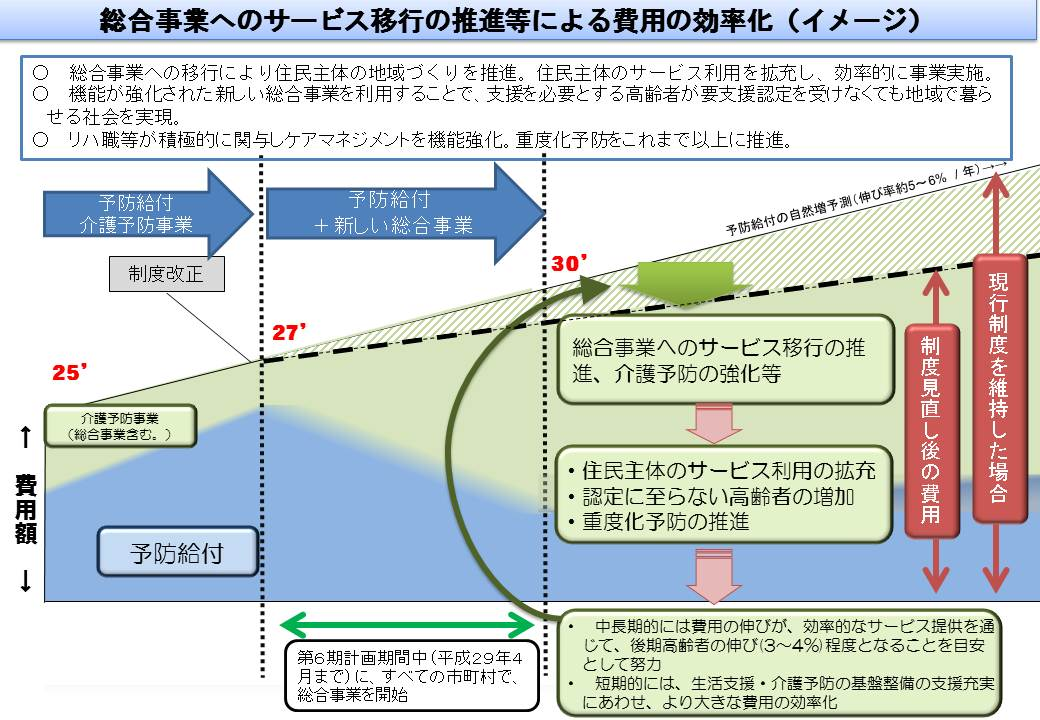 総合事業へのサービス移行の推進等による費用の効率化（イメージ）
○　総合事業への移行により住民主体の地域づくりを推進。住民主体のサービス利用を拡充し、効率的に事業実施。
○　機能が強化された新しい総合事業を利用することで、支援を必要とする高齢者が要支援認定を受けなくても地域で暮ら
せる社会を実現。
○　リハ職等が積極的に関与しケアマネジメントを機能強化。重度化予防をこれまで以上に推進。
予防給付
介護予防事業
予防給付
＋新しい総合事業
予防給付の自然増予測（伸び率約5～6％ / 年）→→
制度改正
25’
27’
30’
介護予防事業
（総合事業含む。）
↑
費用額
↓
予防給付
総合事業へのサービス移行の推
進、介護予防の強化等
・住民主体のサービス利用の拡充
・認定に至らない高齢者の増加
・重度化予防の推進
制度見直し後の費用
現行制度を維持した場合
第６期計画期間中（平成２９年４
月まで）に、すべての市町村で、
総合事業を開始
・　中長期的には費用の伸びが、効率的なサービス提供を通
じて、後期高齢者の伸び（3～4％）程度となることを目安
として努力
・　短期的には、生活支援・介護予防の基盤整備の支援充実
にあわせ、より大きな費用の効率化